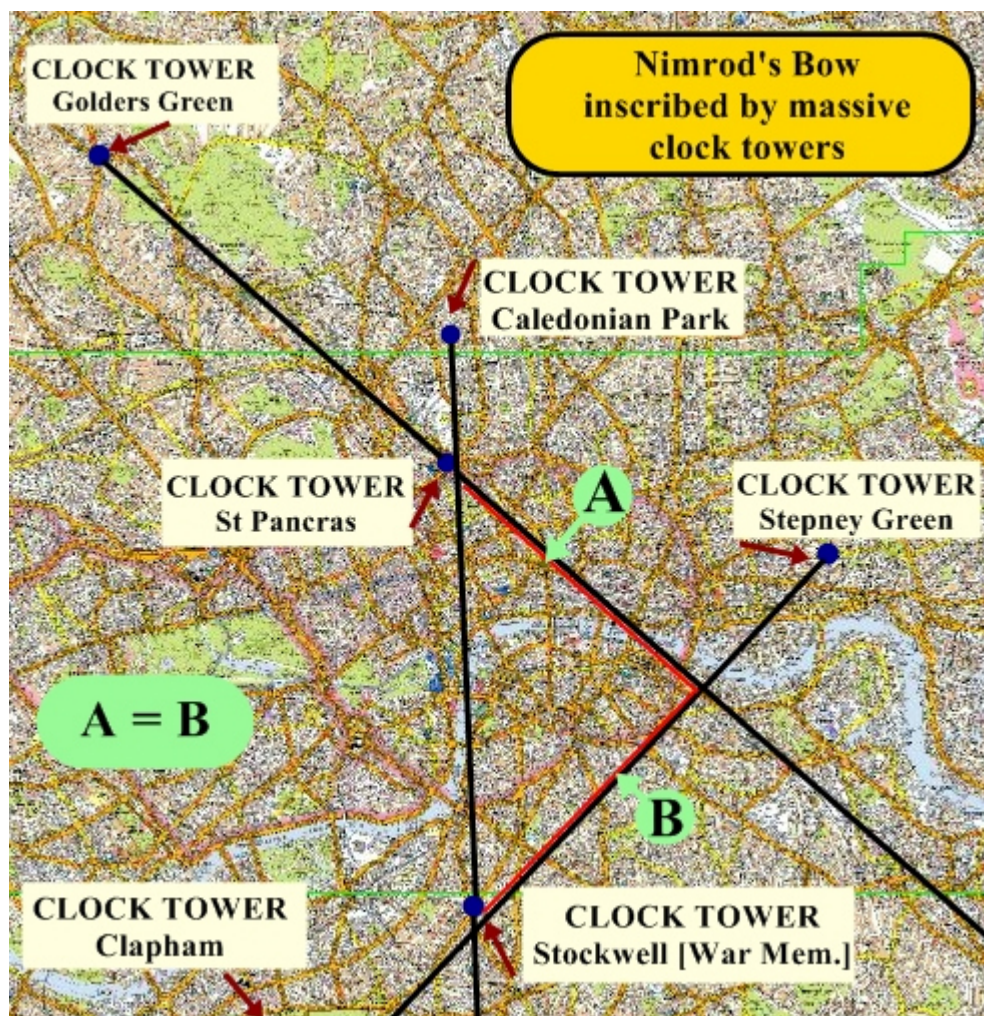 CLOCK TOWER
Golders Green
Nimrod's Bow
inscribed by massive
clock towers
CLOCK TOWER
Caledonian Park
CLOCK TOWER
St Pancras
A
CLOCK TOWER
Stepney Green
A = B
B
CLOCK TOWER
Clapham
CLOCK TOWER
Stockwell [War Mem.]